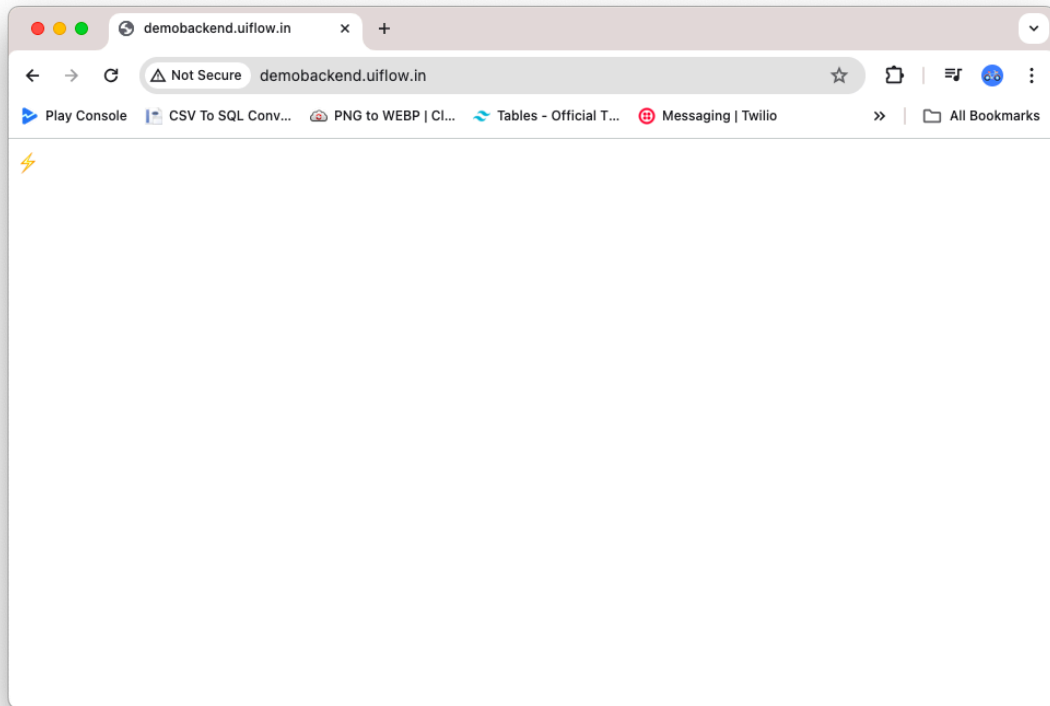 demobackend.uiflow.in
Not Secure demobackend.uiflow.in
Play Console CSV To SQL Conv... PNG to WEBP | Cl... Tables - Official T... Messaging | Twilio All Bookmarks